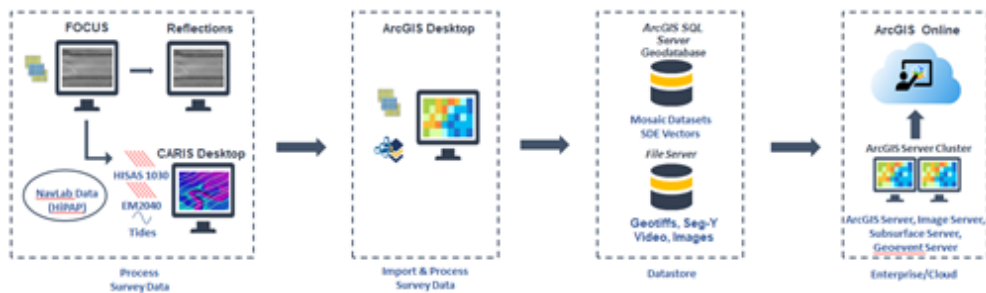 FOCUS
Reflections
CARIS Desktop
HISAS 1030
NavLab Data
(HiPAP)
EM2040
Tides
Process
Survey Data
ArcGIS Desktop
Import & Process
Survey Data
ArcGIS SQL
Server
Geodatabase
Mosaic Datasets
SDE Vectors
File Server
Geotiffs, Seg-Y
Video, Images
Datastore
ArcGIS Online
ArcGIS Server Cluster
ArcGIS Server, Image Server,
Subsurface Server,
Geoevent Server
Enterprise/Cloud